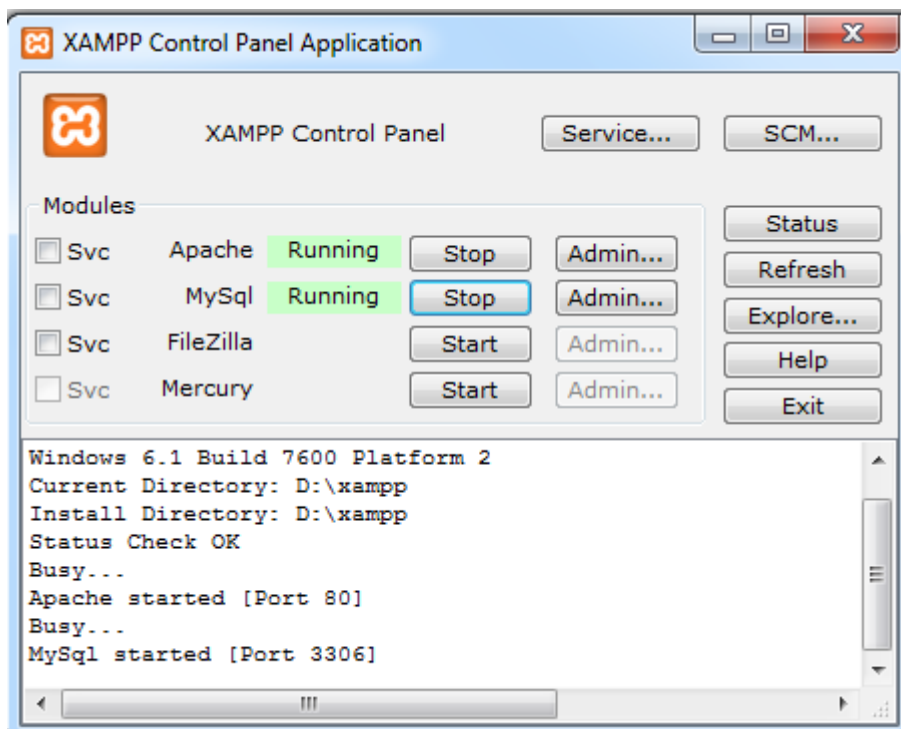 XAMPP Control Panel Application
XAMPP Control Panel Service... SCM...
Modules
Status
Svc Apache Running Stop Admin...
Refresh
Svc MySql Running Stop Admin...
Explore...
Svc FileZilla Start Admin...
Help
Svc Mercury Start Admin...
Exit
Windows 6.1 Build 7600 Platform 2
Current Directory: D:\xampp
Install Directory: D:\xampp
Status Check OK
Busy...
Apache started [Port 80]
Busy...
MySql started [Port 3306]